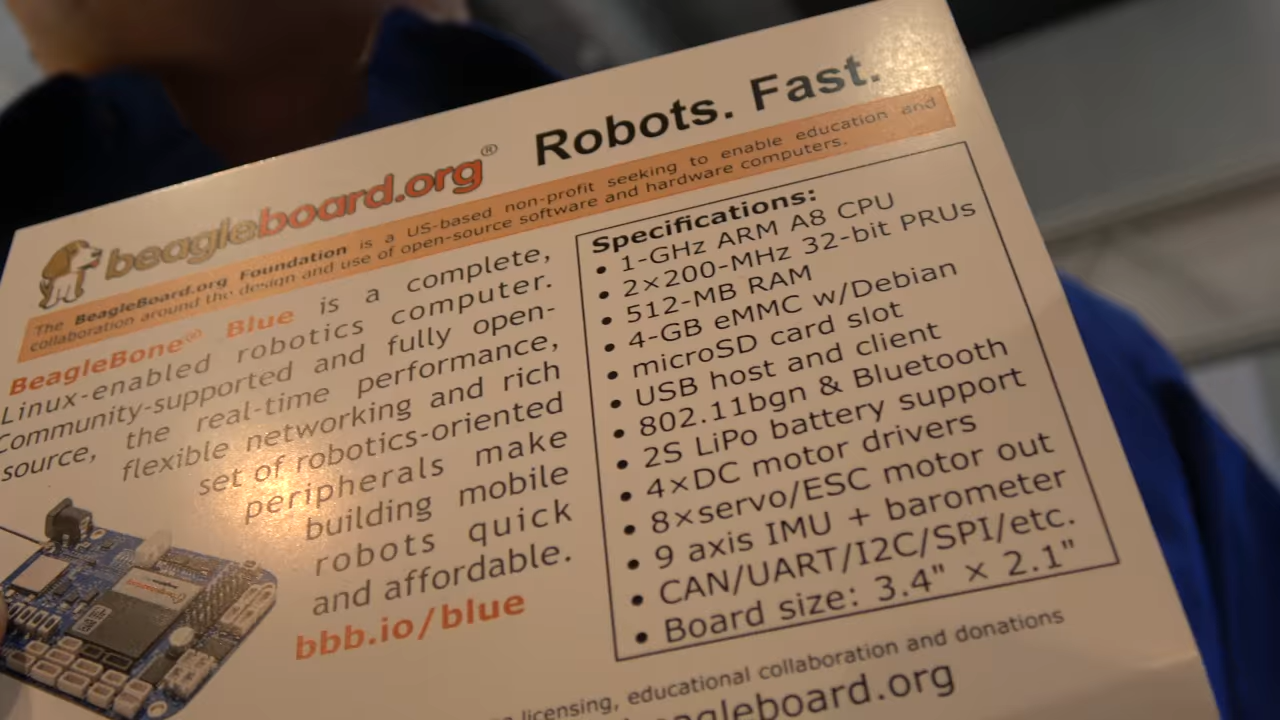 beagleboard.org® Robots. Fast.
The BeagleBoard.org Foundation is a US-based non-profit seeking to enable education and
collaboration around the design and use of open-source software and hardware computers.
BeagleBone® Blue is a complete,
Linux-enabled robotics computer.
Community-supported and fully open-
source, the real-time performance,
flexible networking and rich
set of robotics-oriented
peripherals make
building mobile
robots quick
and affordable.
bbb.io/blue
Specifications:
• 1-GHz ARM A8 CPU
• 2×200-MHz 32-bit PRUs
• 512-MB RAM
• 4-GB eMMC w/Debian
• microSD card slot
• USB host and client
• 802.11bgn & Bluetooth
• 2S LiPo battery support
• 4×DC motor drivers
• 8×servo/ESC motor out
• 9 axis IMU + barometer
• CAN/UART/I2C/SPI/etc.
• Board size: 3.4" × 2.1"
licensing, educational collaboration and donations
eagleboard.org